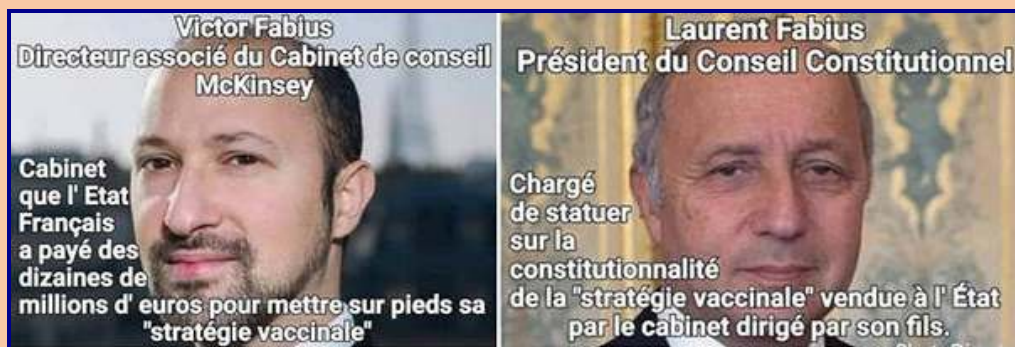 Victor Fabius
Directeur associé du Cabinet de conseil
McKinsey
Cabinet
que l' Etat
Français
a payé des
dizaines de
millions d' euros pour mettre sur pieds sa
"stratégie vaccinale"
Laurent Fabius
Président du Conseil Constitutionnel
Chargé
de statuer
sur la
constitutionnalité
de la "stratégie vaccinale" vendue à l' État
par le cabinet dirigé par son fils.